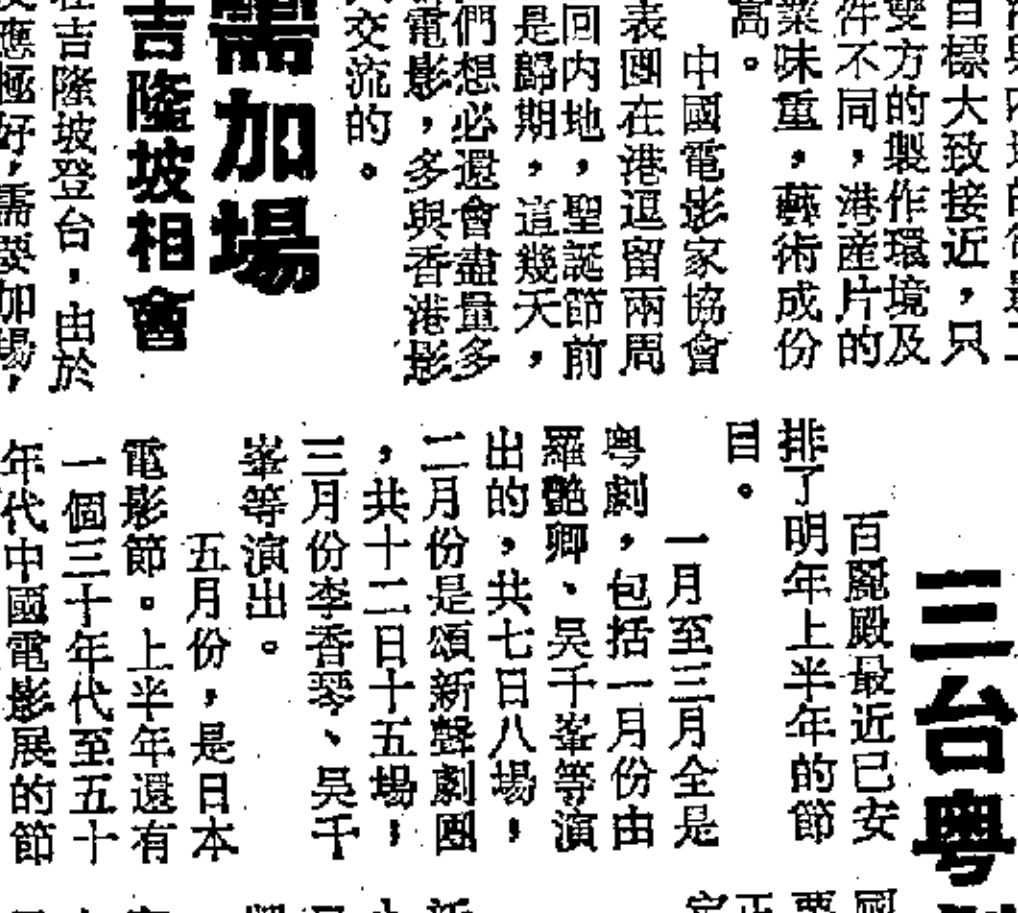 標大致接近，只
雙方的製作環境及
件不同，港産片的
業味重，藝術成份
高。
中國電影家協會
表團在港逗留兩周
回内地，聖誕節前
是歸期，這幾天，
們想必還會盡量多
電影，多與香港影
交流的。
需加場
吉隆坡相會
在吉隆坡登台，由於
應極好，需要加場，
三台粤
百麗殿最近已安
排了明年上半年的節
目。
一月至三月全是
粤劇，包括一月份由
羅艷卿、吴千峯等演
出的，共七日八場，
二月份是頌新聲劇團
，共十二日十五場；
三月份李香琴、吴千
峯等演出。
五月份，是日本
電影節。上半年還有
一個三十年代至五十
年代中國電影展的節